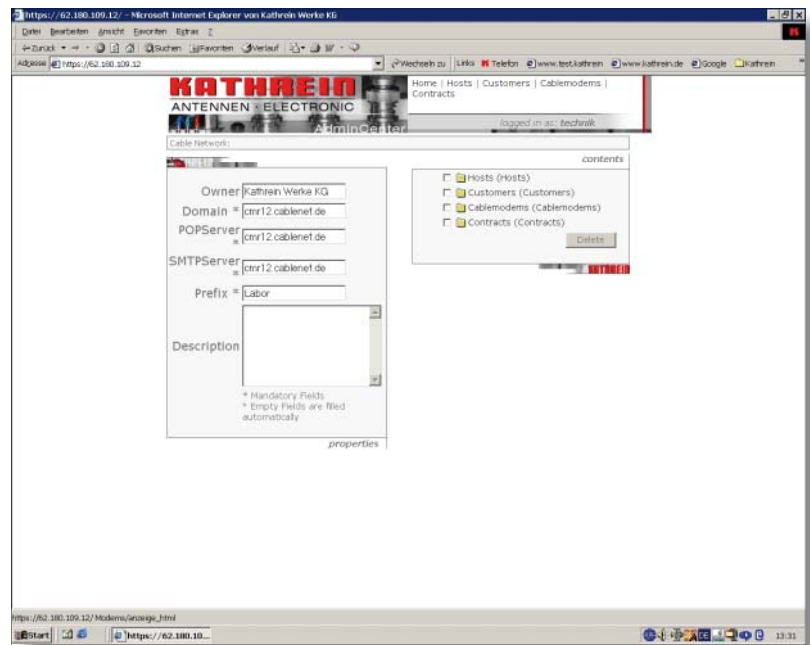 https://62.180.109.12/ - Microsoft Internet Explorer von Kathrein Werke KG
Datei Bearbeiten Ansicht Favoriten Extras ?
Zurück Suchen Favoriten Verlauf
Adresse https://62.180.109.12 Wechseln zu Links Telefon www.test.kathrein www.kathrein.de Google Kathrein
KATHREIN
ANTENNEN · ELECTRONIC
AdminCenter
Home | Hosts | Customers | Cablemodems |
Contracts
logged in as: technik
Cable Network:
contents
Hosts (Hosts)
Customers (Customers)
Cablemodems (Cablemodems)
Contracts (Contracts)
Delete
KATHREIN
Owner Kathrein Werke KG
Domain * cmr12.cablenet.de
POPServer * cmr12.cablenet.de
SMTPServer * cmr12.cablenet.de
Prefix * Labor
Description
* Mandatory Fields
* Empty Fields are filled
automatically
properties
https://62.180.109.12/Modems/anzeige_html
Start https://62.180.10... 13:31